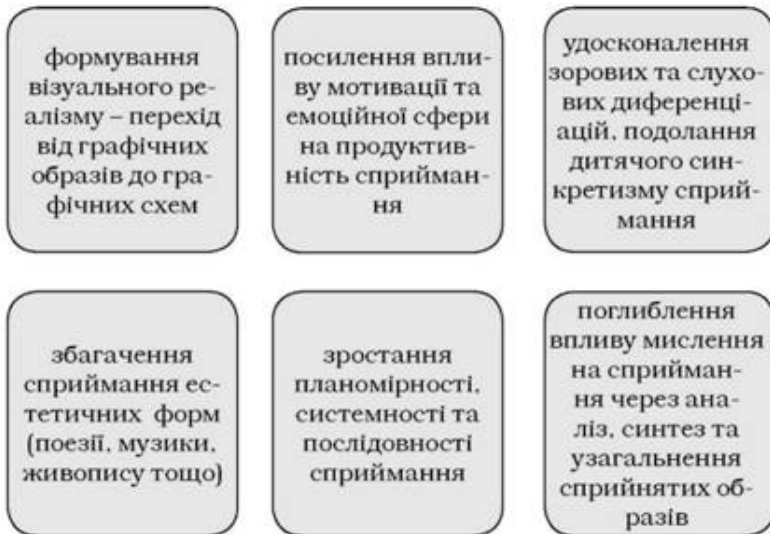 формування
візуального ре-
алізму – перехід
від графічних
образів до гра-
фічних схем
посилення впли-
ву мотивації та
емоційної сфери
на продуктив-
ність сприйман-
ня
удосконалення
зорових та слухо-
вих диференці-
ацій, подолання
дитячого син-
кретизму сприй-
мання
збагачення
сприймання ес-
тетичних форм
(поезії, музики,
живопису тощо)
зростання
планомірності,
системності та
послідовності
сприймання
поглиблення
впливу мислення
на сприйман-
ня через ана-
ліз, синтез та
узагальнення
сприйнятих об-
разів